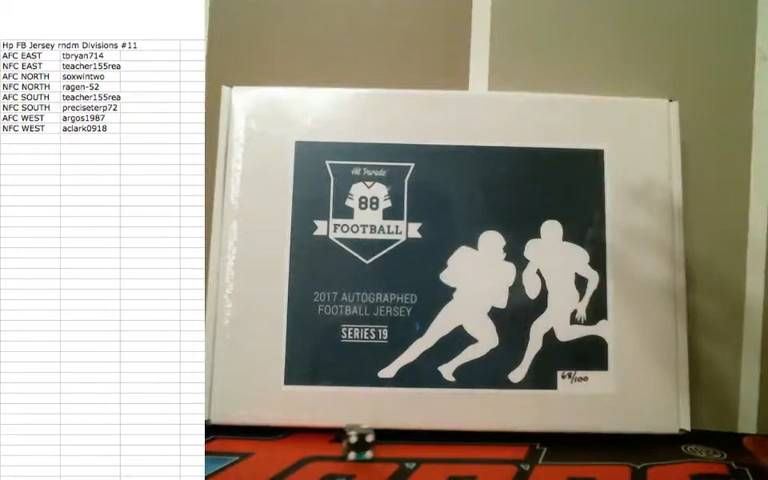 Hp FB Jersey rndm Divisions #11
AFC EAST tbryan714
NFC EAST teacher155rea
AFC NORTH soxwintwo
NFC NORTH ragen-52
AFC SOUTH teacher155rea
NFC SOUTH preciseterp72
AFC WEST argos1987
NFC WEST aclark0918
Hit Parade
88
FOOTBALL
2017 AUTOGRAPHED
FOOTBALL JERSEY
SERIES 19
68/100
TOPPS